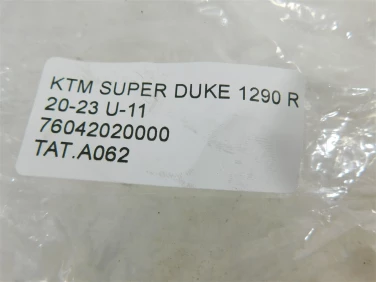 KTM SUPER DUKE 1290 R
20-23 U-11
76042020000
TAT.A062